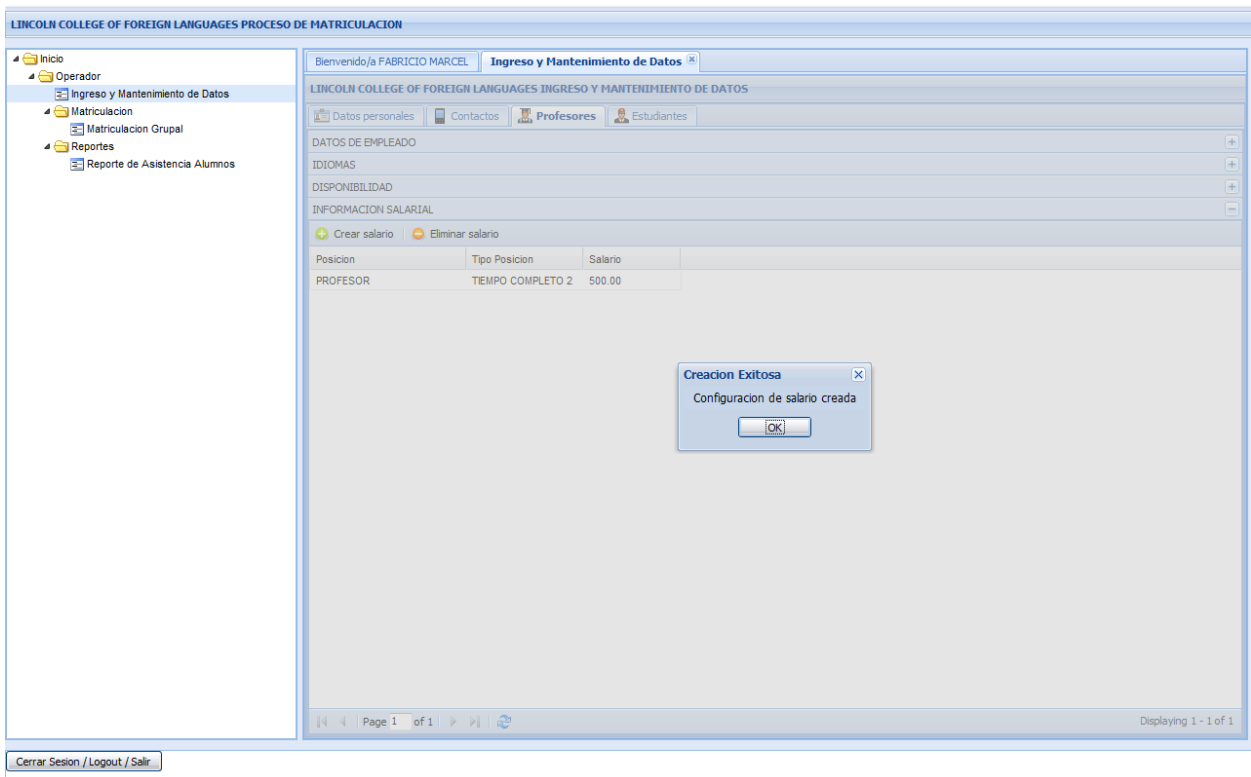 LINCOLN COLLEGE OF FOREIGN LANGUAGES PROCESO DE MATRICULACION
Inicio
Operador
Ingreso y Mantenimiento de Datos
Matriculacion
Matriculacion Grupal
Reportes
Reporte de Asistencia Alumnos
Bienvenido/a FABRICIO MARCEL Ingreso y Mantenimiento de Datos
LINCOLN COLLEGE OF FOREIGN LANGUAGES INGRESO Y MANTENIMIENTO DE DATOS
Datos personales Contactos Profesores Estudiantes
DATOS DE EMPLEADO
IDIOMAS
DISPONIBILIDAD
INFORMACION SALARIAL
Crear salario Eliminar salario
Posicion Tipo Posicion Salario
PROFESOR TIEMPO COMPLETO 2 500.00
Creacion Exitosa
Configuracion de salario creada
OK
Page 1 of 1 Displaying 1 - 1 of 1
Cerrar Sesion / Logout / Salir